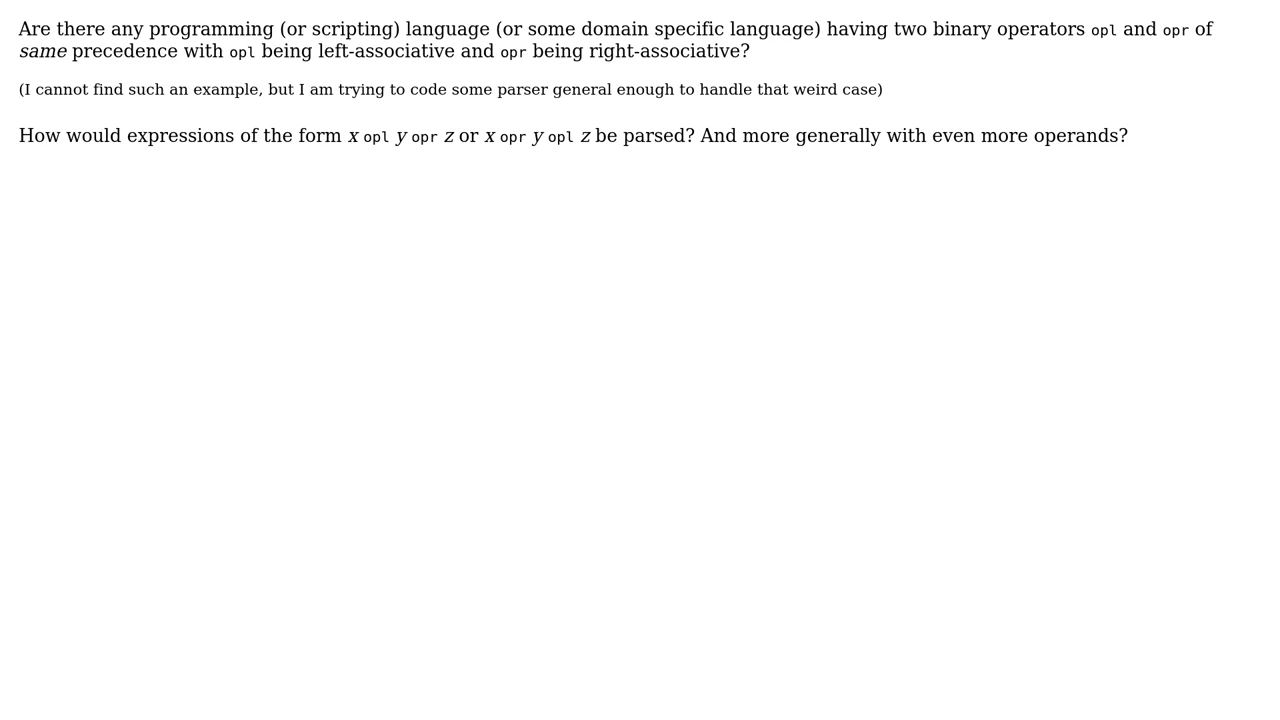 Are there any programming (or scripting) language (or some domain specific language) having two binary operators opl and opr of
same precedence with opl being left-associative and opr being right-associative?
(I cannot find such an example, but I am trying to code some parser general enough to handle that weird case)
How would expressions of the form x opl y opr z or x opr y opl z be parsed? And more generally with even more operands?